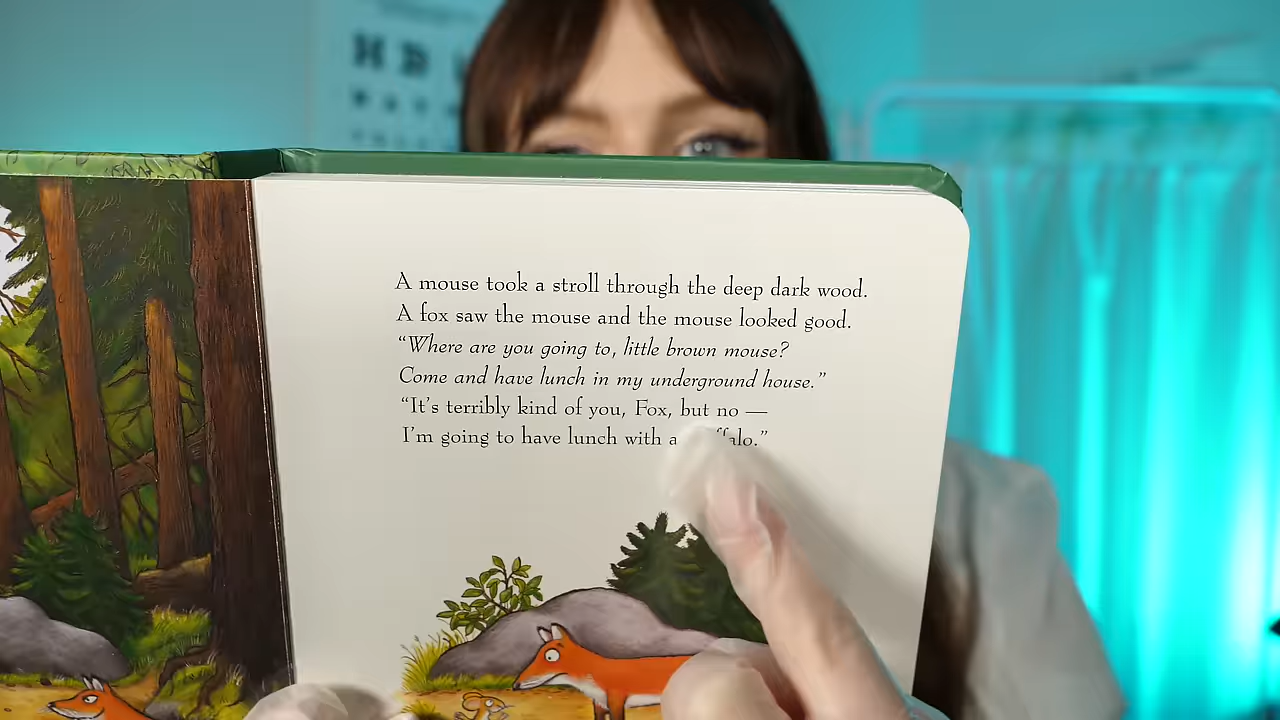 H B
A mouse took a stroll through the deep dark wood.
A fox saw the mouse and the mouse looked good.
“Where are you going to, little brown mouse?
Come and have lunch in my underground house.”
“It’s terribly kind of you, Fox, but no —
I’m going to have lunch with a